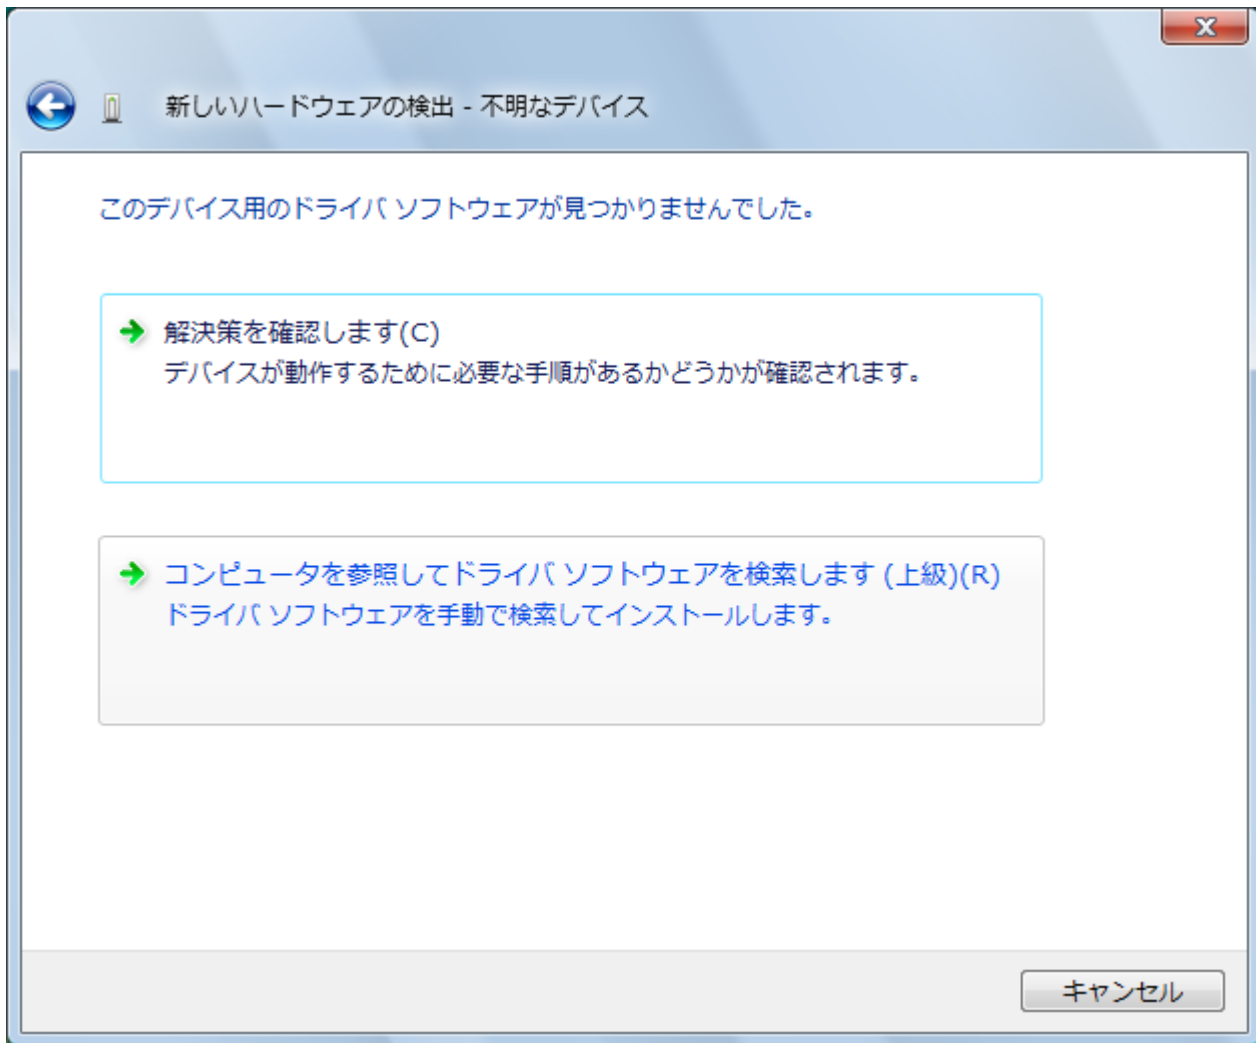 新しいハードウェアの検出 - 不明なデバイス
このデバイス用のドライバ ソフトウェアが見つかりませんでした。
解決策を確認します(C)
デバイスが動作するために必要な手順があるかどうかが確認されます。
コンピュータを参照してドライバ ソフトウェアを検索します (上級)(R)
ドライバ ソフトウェアを手動で検索してインストールします。
キャンセル